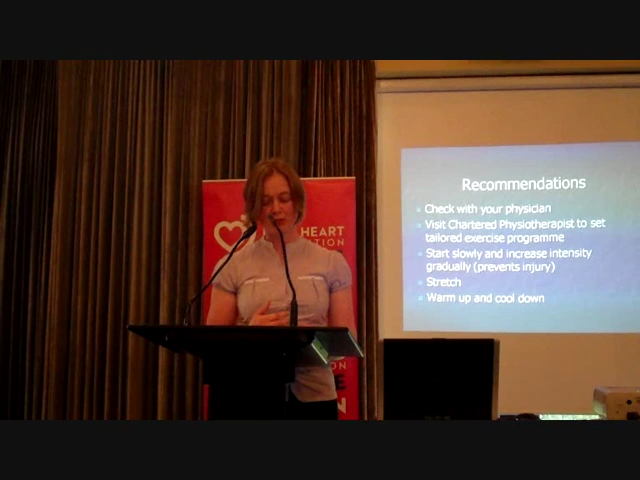 HEART
Recommendations
Check with your physician
Visit Chartered Physiotherapist to set
tailored exercise programme
Start slowly and increase intensity
gradually (prevents injury)
Stretch
Warm up and cool down